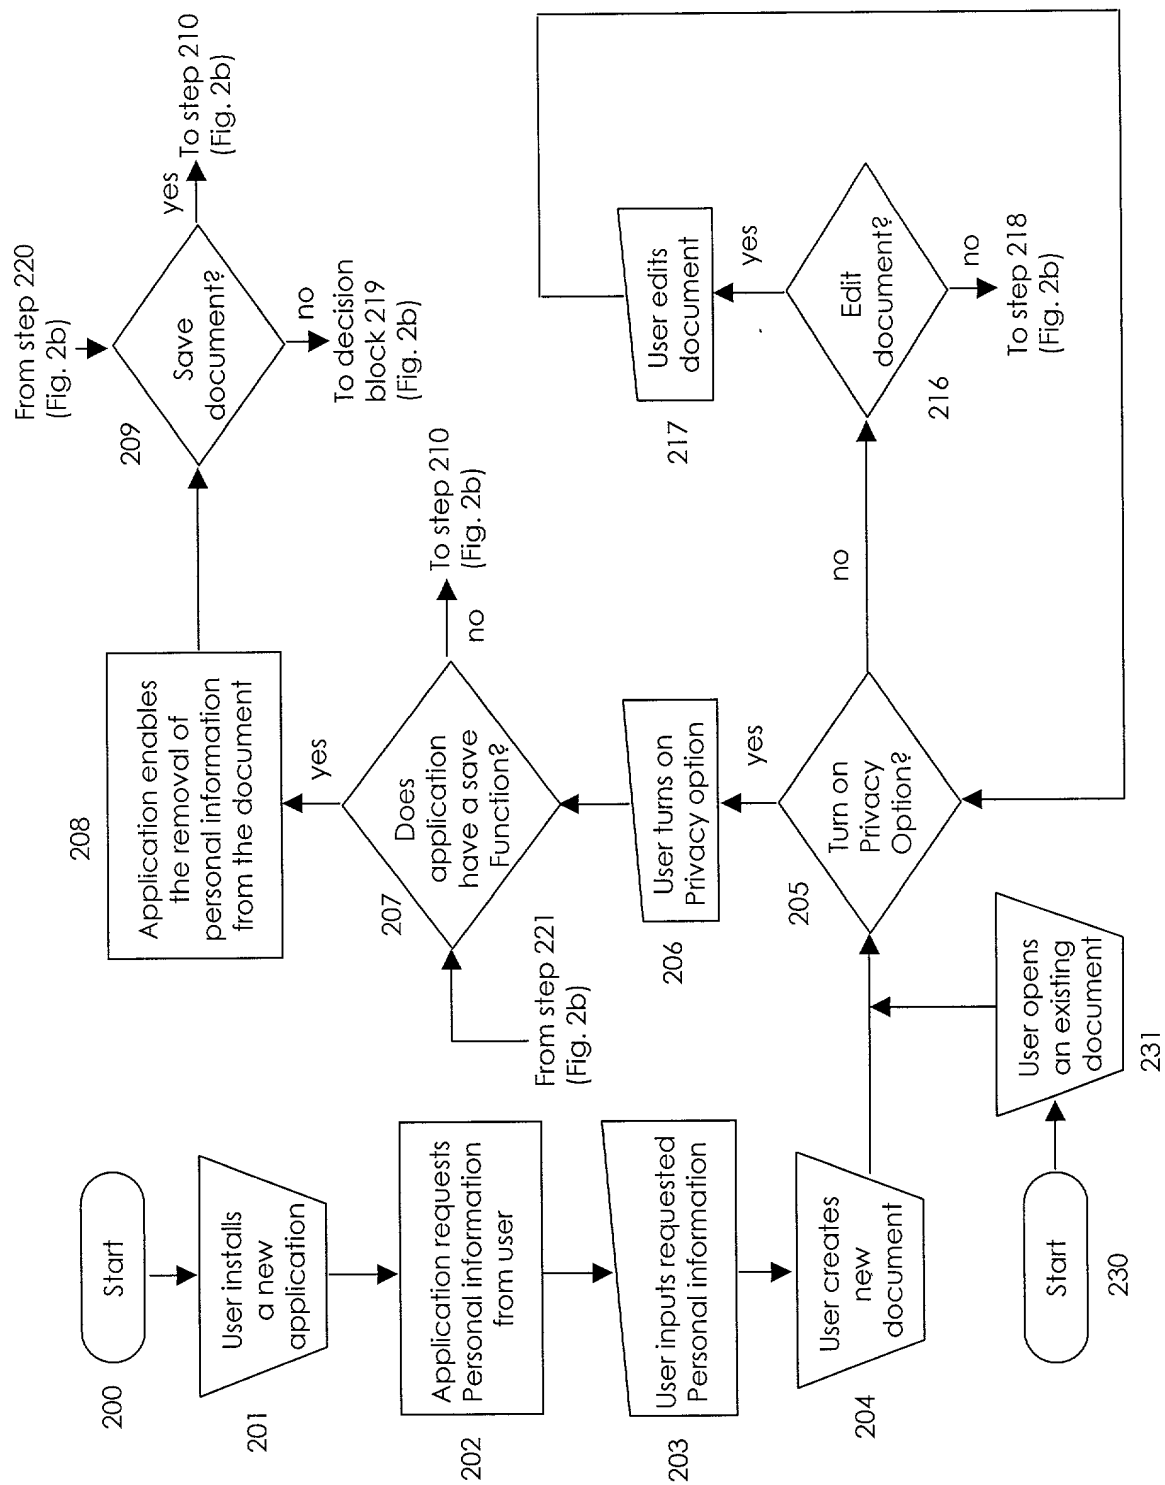 200
Start
201
User installs
a new
application
202
Application requests
Personal information
from user
203
User inputs requested
Personal information
204
User creates
new
document
230
Start
231
User opens
an existing
document
205
Turn on
Privacy
Option?
yes
no
206
User turns on
Privacy option
From step 221
(Fig. 2b)
207
Does
application
have a save
Function?
yes
no
To step 210
(Fig. 2b)
208
Application enables
the removal of
personal information
from the document
From step 220
(Fig. 2b)
209
Save
document?
yes
To step 210
(Fig. 2b)
no
To decision
block 219
(Fig. 2b)
216
Edit
document?
yes
no
To step 218
(Fig. 2b)
217
User edits
document